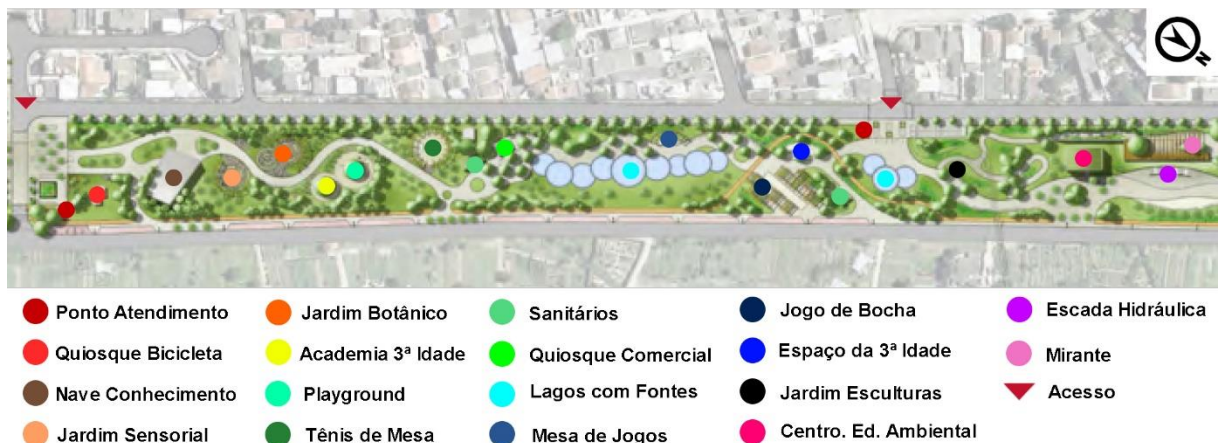 N
Ponto Atendimento
Quiosque Bicicleta
Nave Conhecimento
Jardim Sensorial
Jardim Botânico
Academia 3ª Idade
Playground
Tênis de Mesa
Sanitários
Quiosque Comercial
Lagos com Fontes
Mesa de Jogos
Jogo de Bocha
Espaço da 3ª Idade
Jardim Esculturas
Centro. Ed. Ambiental
Escada Hidráulica
Mirante
Acesso